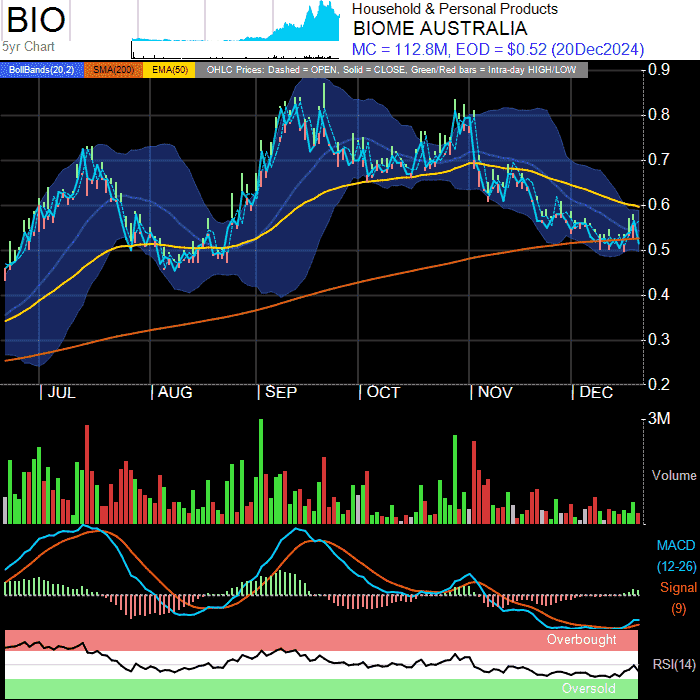 BIO
5yr Chart
Household & Personal Products
BIOME AUSTRALIA
MC = 112.8M, EOD = $0.52 (20Dec2024)
BollBands(20,2) SMA(200) EMA(50) OHLC Prices: Dashed = OPEN, Solid = CLOSE, Green/Red bars = Intra-day HIGH/LOW
0.9
0.8
0.7
0.6
0.5
0.4
0.3
0.2
JUL AUG SEP OCT NOV DEC
3M
Volume
MACD
(12-26)
Signal
(9)
Overbought
RSI(14)
Oversold